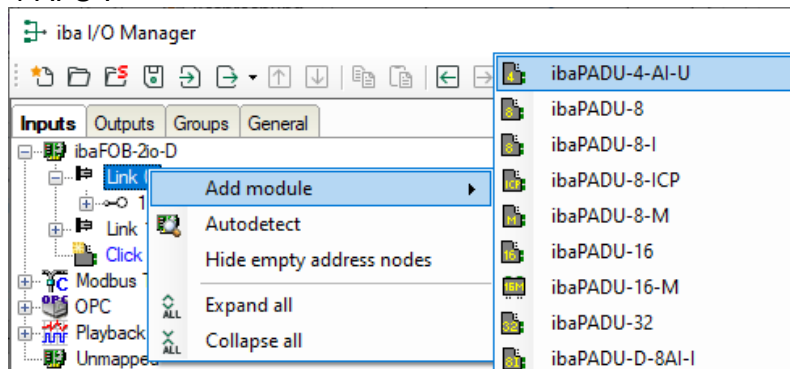 iba I/O Manager
Inputs Outputs Groups General
ibaFOB-2io-D
Link
1
Link
Click
Modbus
OPC
Playback
Unmapped
Add module
Autodetect
Hide empty address nodes
Expand all
Collapse all
ibaPADU-4-AI-U
ibaPADU-8
ibaPADU-8-I
ibaPADU-8-ICP
ibaPADU-8-M
ibaPADU-16
ibaPADU-16-M
ibaPADU-32
ibaPADU-D-8AI-I